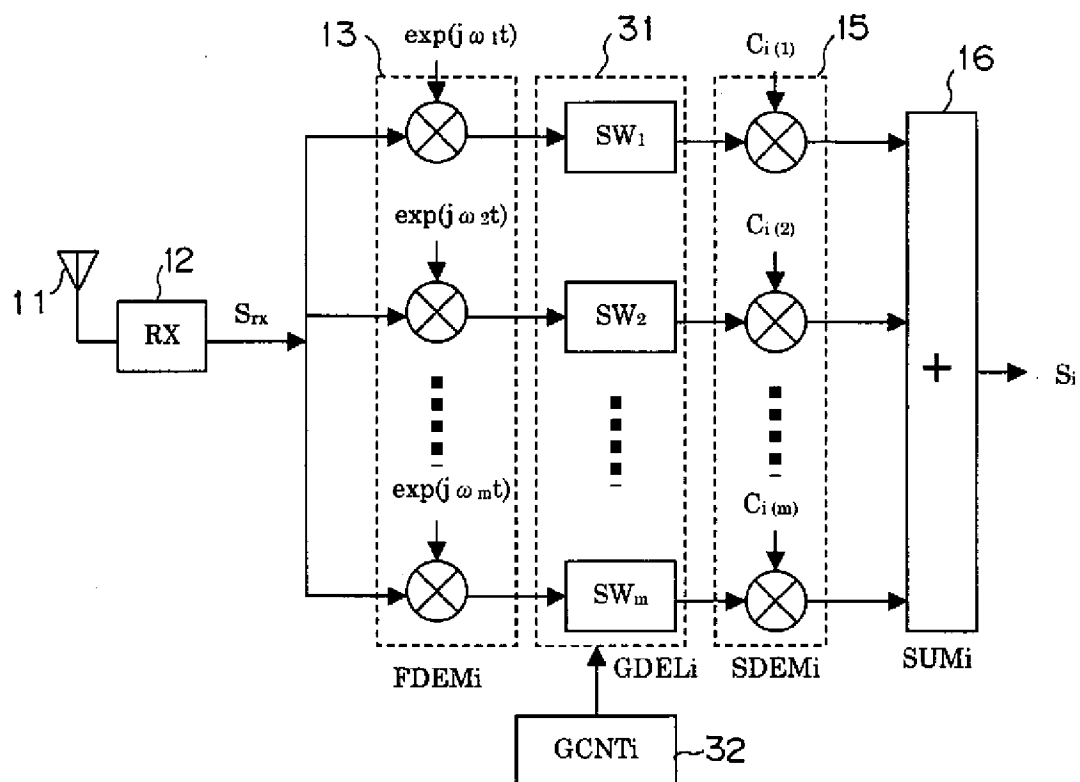 13
exp(jω₁t)
31
Cᵢ₍₁₎
15
16
SW₁
exp(jω₂t)
Cᵢ₍₂₎
11
12
RX
Sᵣₓ
SW₂
+
Sᵢ
exp(jωₘt)
Cᵢ₍ₘ₎
SWₘ
FDEMi
GDELi
SDEMi
SUMi
GCNTi
32